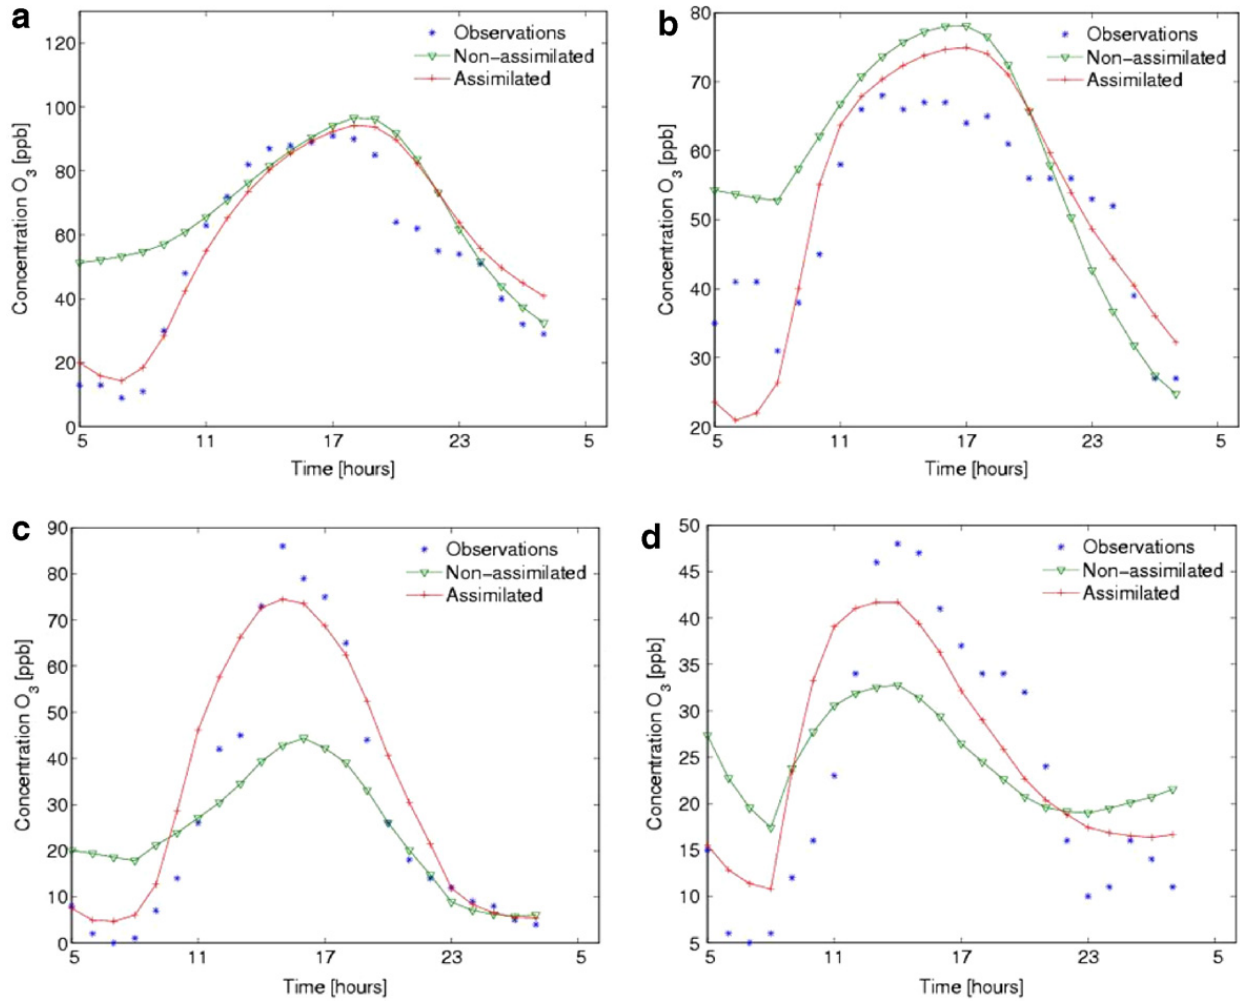 a
Observations
Non-assimilated
Assimilated
120
100
80
60
40
20
0
Concentration O3 [ppb]
5 11 17 23 5
Time [hours]
b
Observations
Non-assimilated
Assimilated
80
70
60
50
40
30
20
Concentration O3 [ppb]
5 11 17 23 5
Time [hours]
c
Observations
Non-assimilated
Assimilated
90
80
70
60
50
40
30
20
10
0
Concentration O3 [ppb]
5 11 17 23 5
Time [hours]
d
Observations
Non-assimilated
Assimilated
50
45
40
35
30
25
20
15
10
5
Concentration O3 [ppb]
5 11 17 23 5
Time [hours]